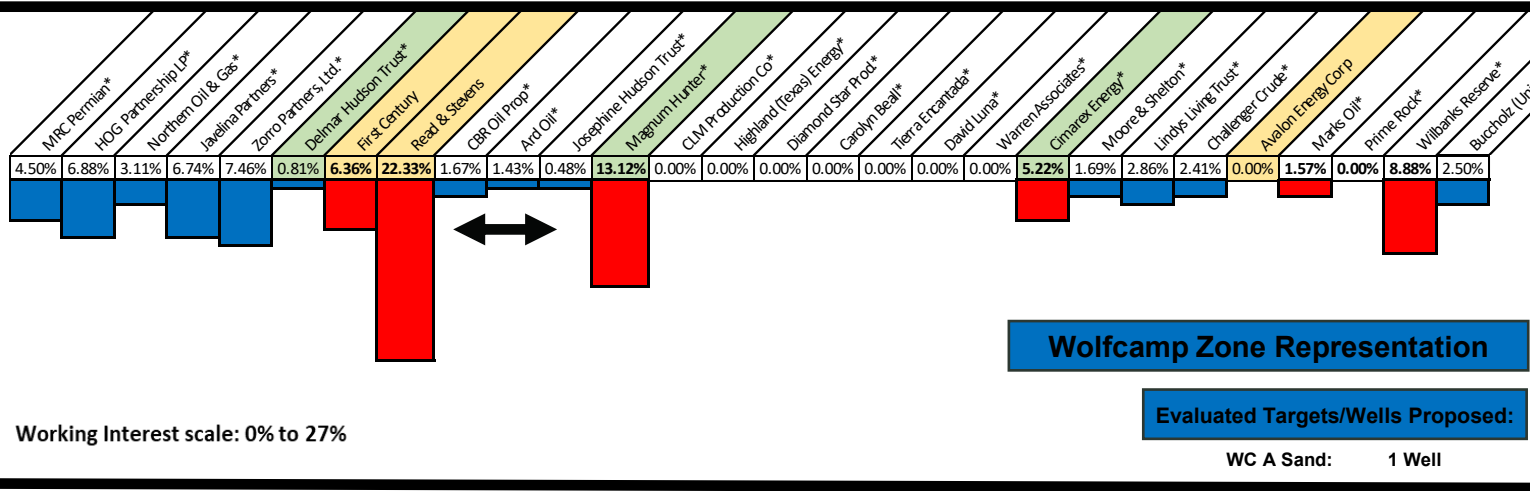 MRC Permian*
HOG Partnership LP*
Northern Oil & Gas*
Javelina Partners*
Zorro Partners, Ltd.*
Delmar Hudson Trust*
First Century
Read & Stevens
CBR Oil Prop*
Ard Oil*
Josephine Hudson Trust*
Magnum Hunter*
CLM Production Co*
Highland (Texas) Energy*
Diamond Star Prod.*
Carolyn Beall*
Tierra Encantada*
David Luna*
Warren Associates*
Cimarex Energy*
Moore & Shelton*
Lindys Living Trust*
Challenger Crude*
Avalon Energy Corp
Marks Oil*
Prime Rock*
Wilbanks Reserve*
Buccholz (Uni
4.50% 6.88% 3.11% 6.74% 7.46% 0.81% 6.36% 22.33% 1.67% 1.43% 0.48% 13.12% 0.00% 0.00% 0.00% 0.00% 0.00% 0.00% 0.00% 5.22% 1.69% 2.86% 2.41% 0.00% 1.57% 0.00% 8.88% 2.50%
Wolfcamp Zone Representation
Evaluated Targets/Wells Proposed:
Working Interest scale: 0% to 27%
WC A Sand: 1 Well